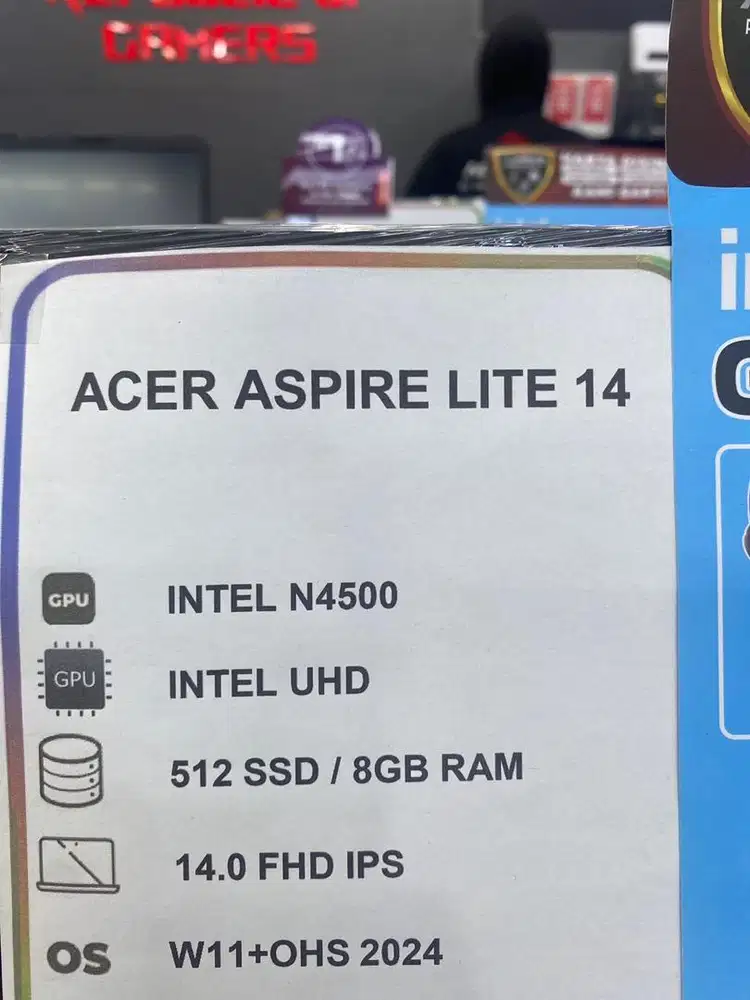 GAMERS
ACER ASPIRE LITE 14
GPU INTEL N4500
GPU INTEL UHD
512 SSD / 8GB RAM
14.0 FHD IPS
OS W11+OHS 2024